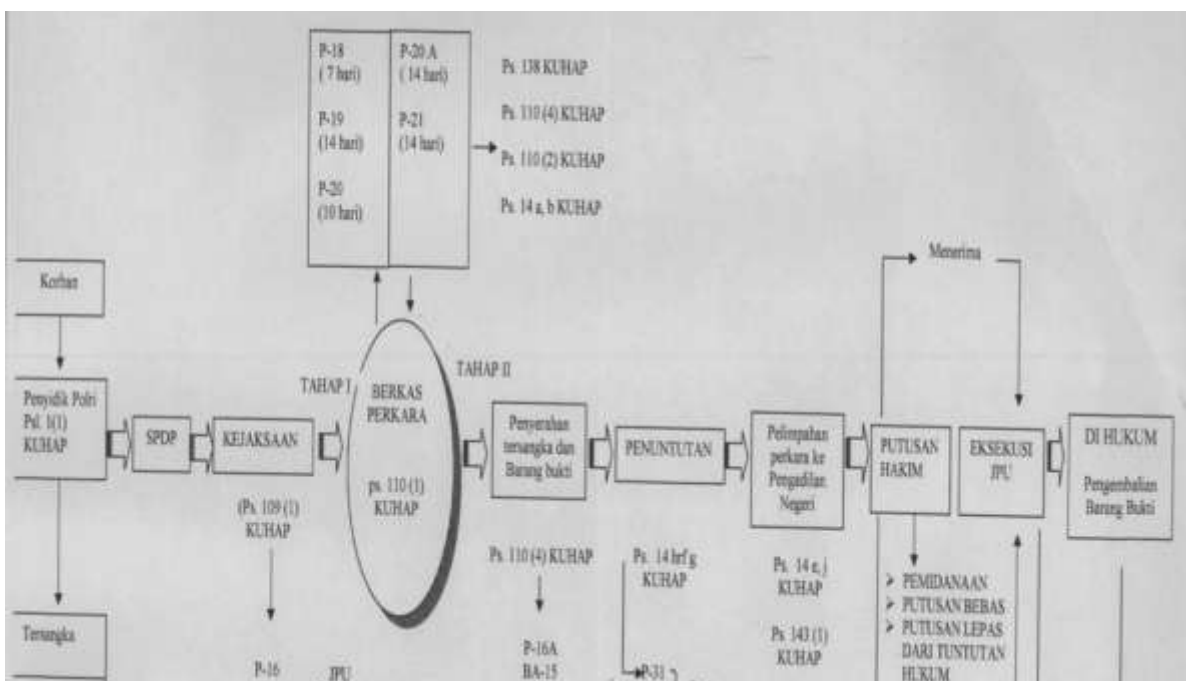 P-18
( 7 hari)
P-19
(14 hari)
P-20
(10 hari)
P-20 A
( 14 hari)
P-21
(14 hari)
Ps. 138 KUHAP
Ps. 110 (4) KUHAP
Ps. 110 (2) KUHAP
Ps. 14 a, b KUHAP
Menerima
Korban
Penyidik Polri
Psl. 1(1)
KUHAP
SPDP
KEJAKSAAN
(Ps. 109 (1)
KUHAP
TAHAP I
BERKAS
PERKARA
ps. 110 (1)
KUHAP
TAHAP II
Penyerahan
tersangka dan
Barang bukti
PENUNTUTAN
Pelimpahan
perkara ke
Pengadilan
Negeri
PUTUSAN
HAKIM
EKSEKUSI
JPU
DI HUKUM
Pengembalian
Barang Bukti
Ps. 110 (4) KUHAP
Ps. 14 hrf g
KUHAP
Ps. 14 e, j
KUHAP
Ps. 143 (1)
KUHAP
➢ PEMIDANAAN
➢ PUTUSAN BEBAS
➢ PUTUSAN LEPAS
DARI TUNTUTAN
HUKUM
Tersangka
P-16
JPU
P-16A
BA-15
P-31